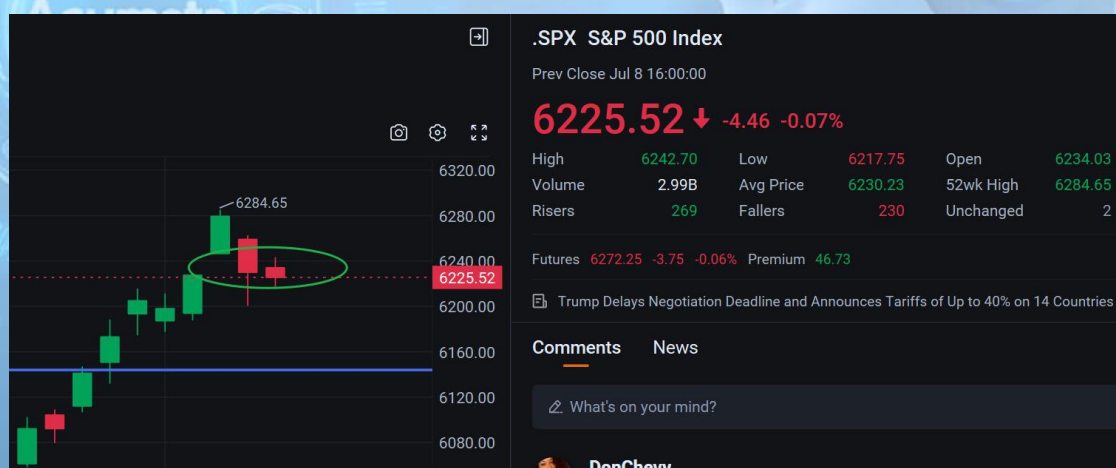 .SPX S&P 500 Index
Prev Close Jul 8 16:00:00
6225.52 -4.46 -0.07%
High 6242.70 Low 6217.75 Open 6234.03
Volume 2.99B Avg Price 6230.23 52wk High 6284.65
Risers 269 Fallers 230 Unchanged 2
Futures 6272.25 -3.75 -0.06% Premium 46.73
Trump Delays Negotiation Deadline and Announces Tariffs of Up to 40% on 14 Countries
Comments News
What's on your mind?
DonChevy
6284.65
6320.00
6280.00
6240.00
6225.52
6200.00
6160.00
6120.00
6080.00